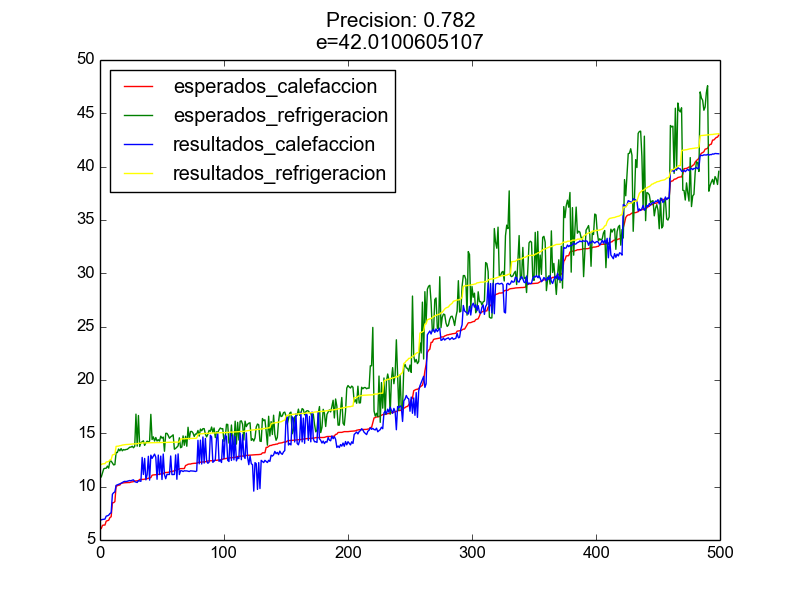 Precision: 0.782
e=42.0100605107
50
45
40
35
30
25
20
15
10
5
esperados_calefaccion
esperados_refrigeracion
resultados_calefaccion
resultados_refrigeracion
0 100 200 300 400 500